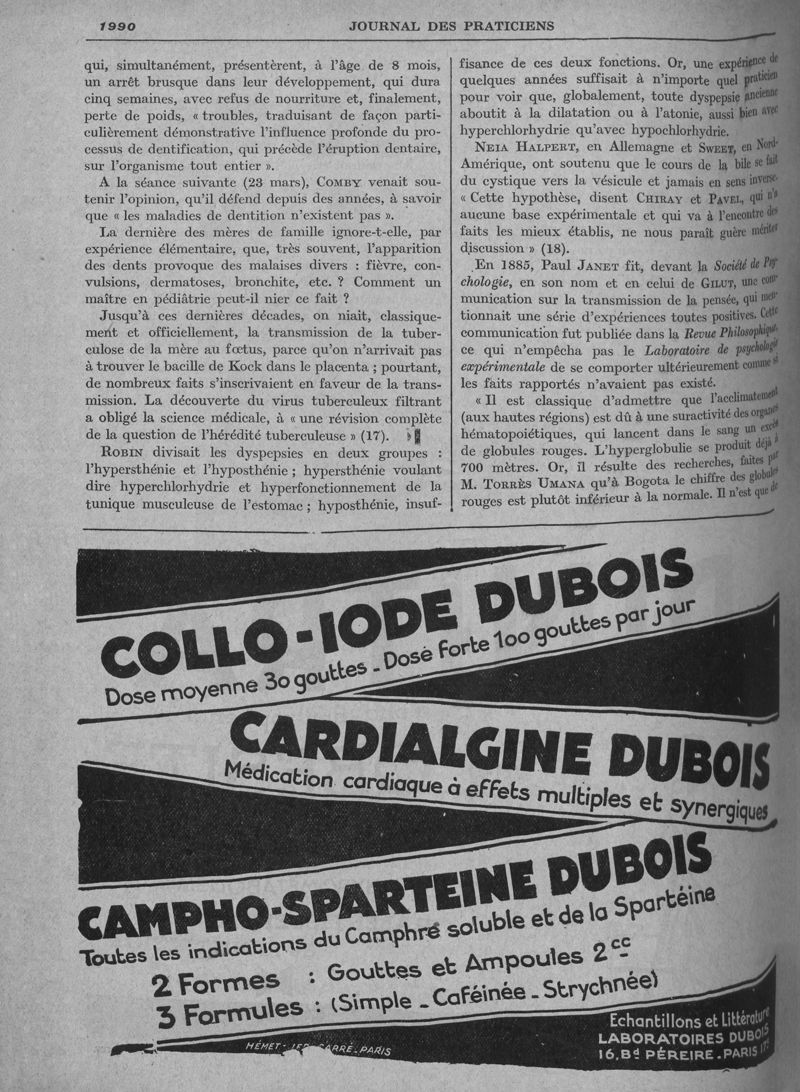 1990
JOURNAL DES PRATICIENS
qui, simultanément, présentèrent, à l'âge de 8 mois,
un arrêt brusque dans leur développement, qui dura
cinq semaines, avec refus de nourriture et, finalement,
perte de poids, « troubles, traduisant de façon parti-
culièrement démonstrative l'influence profonde du pro-
cessus de dentification, qui précède l'éruption dentaire,
sur l'organisme tout entier ».
A la séance suivante (23 mars), COMBY venait sou-
tenir l'opinion, qu'il défend depuis des années, à savoir
que « les maladies de dentition n'existent pas ».
La dernière des mères de famille ignore-t-elle, par
expérience élémentaire, que, très souvent, l'apparition
des dents provoque des malaises divers : fièvre, con-
vulsions, dermatoses, bronchite, etc. ? Comment un
maître en pédiâtrie peut-il nier ce fait ?
Jusqu'à ces dernières décades, on niait, classique-
ment et officiellement, la transmission de la tuber-
culose de la mère au fœtus, parce qu'on n'arrivait pas
à trouver le bacille de Kock dans le placenta ; pourtant,
de nombreux faits s'inscrivaient en faveur de la trans-
mission. La découverte du virus tuberculeux filtrant
a obligé la science médicale, à « une révision complète
de la question de l'hérédité tuberculeuse » (17).
ROBIN divisait les dyspepsies en deux groupes :
l'hypersthénie et l'hyposthénie ; hypersthénie voulant
dire hyperchlorhydrie et hyperfonctionnement de la
tunique musculeuse de l'estomac ; hyposthénie, insuf-
fisance de ces deux fonctions. Or, une expérience de
quelques années suffisait à n'importe quel praticien
pour voir que, globalement, toute dyspepsie ancienne
aboutit à la dilatation ou à l'atonie, aussi bien avec
hyperchlorhydrie qu'avec hypochlorhydrie.
NEIA HALPERT, en Allemagne et SWEET, en Nord-
Amérique, ont soutenu que le cours de la bile se fait
du cystique vers la vésicule et jamais en sens inverse.
« Cette hypothèse, disent CHIRAY et PAVEL, qui n'a
aucune base expérimentale et qui va à l'encontre des
faits les mieux établis, ne nous paraît guère mériter
discussion » (18).
En 1885, Paul JANET fit, devant la Société de Psy-
chologie, en son nom et en celui de GILUT, une com-
munication sur la transmission de la pensée, qui men-
tionnait une série d'expériences toutes positives. Cette
communication fut publiée dans la Revue Philosophique,
ce qui n'empêcha pas le Laboratoire de psychologie
expérimentale de se comporter ultérieurement comme si
les faits rapportés n'avaient pas existé.
« Il est classique d'admettre que l'acclimatement
(aux hautes régions) est dû à une suractivité des organes
hématopoiétiques, qui lancent dans le sang un excès
de globules rouges. L'hyperglobulie se produit déjà à
700 mètres. Or, il résulte des recherches, faites par
M. TORRÈS UMANA qu'à Bogota le chiffre des globules
rouges est plutôt inférieur à la normale. Il n'est que de
COLLO-IODE DUBOIS
Dose moyenne 30 gouttes - Dose forte 100 gouttes par jour
CARDIALGINE DUBOIS
Médication cardiaque à effets multiples et synergiques
CAMPHO-SPARTEINE DUBOIS
Toutes les indications du Camphré soluble et de la Spartéine
2 Formes : Gouttes et Ampoules 2cc
3 Formules : (Simple - Caféinée - Strychnée)
Echantillons et Littérature
LABORATOIRES DUBOIS
16, Bd PÉREIRE - PARIS
HÉMET- CARRÉ - PARIS